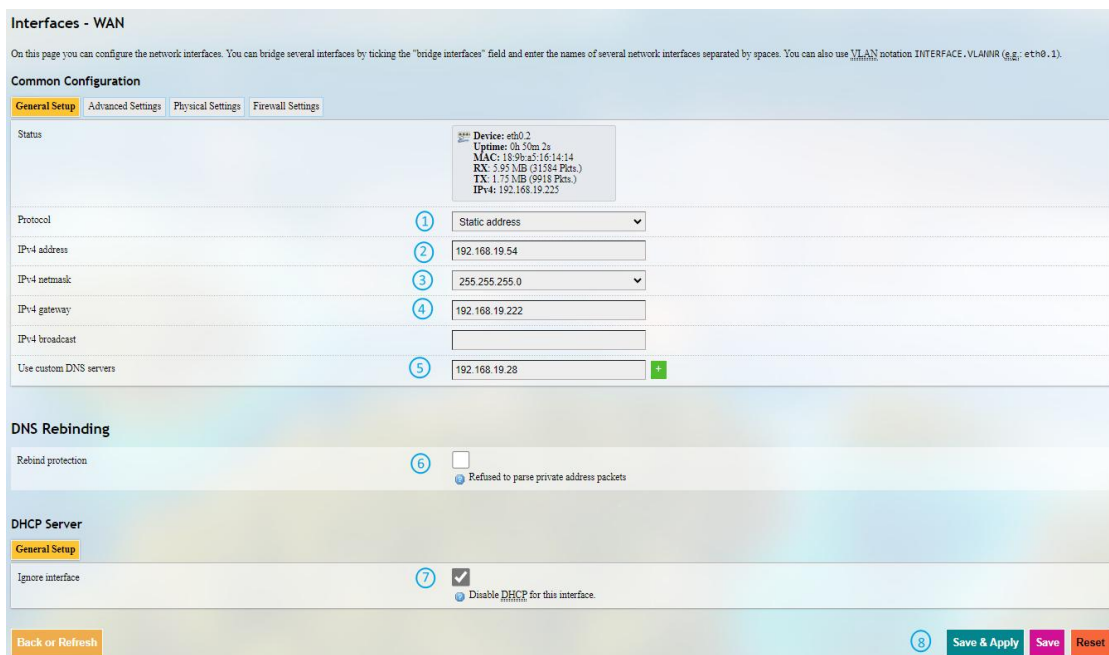 Interfaces - WAN
On this page you can configure the network interfaces. You can bridge several interfaces by ticking the "bridge interfaces" field and enter the names of several network interfaces separated by spaces. You can also use VLAN notation INTERFACE.VLANNR (e.g.: eth0.1).
Common Configuration
General Setup Advanced Settings Physical Settings Firewall Settings
Status
Device: eth0.2
Uptime: 0h 50m 2s
MAC: 18:9b:a5:16:14:14
RX: 5.95 MB (31584 Pkts.)
TX: 1.75 MB (9918 Pkts.)
IPv4: 192.168.19.225
Protocol 1 Static address
IPv4 address 2 192.168.19.54
IPv4 netmask 3 255.255.255.0
IPv4 gateway 4 192.168.19.222
IPv4 broadcast
Use custom DNS servers 5 192.168.19.28 +
DNS Rebinding
Rebind protection 6
Refused to parse private address packets
DHCP Server
General Setup
Ignore interface 7
Disable DHCP for this interface.
Back or Refresh 8 Save & Apply Save Reset